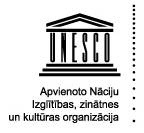 UNESCO
Apvienoto Nāciju
Izglītības, zinātnes
un kultūras organizācija